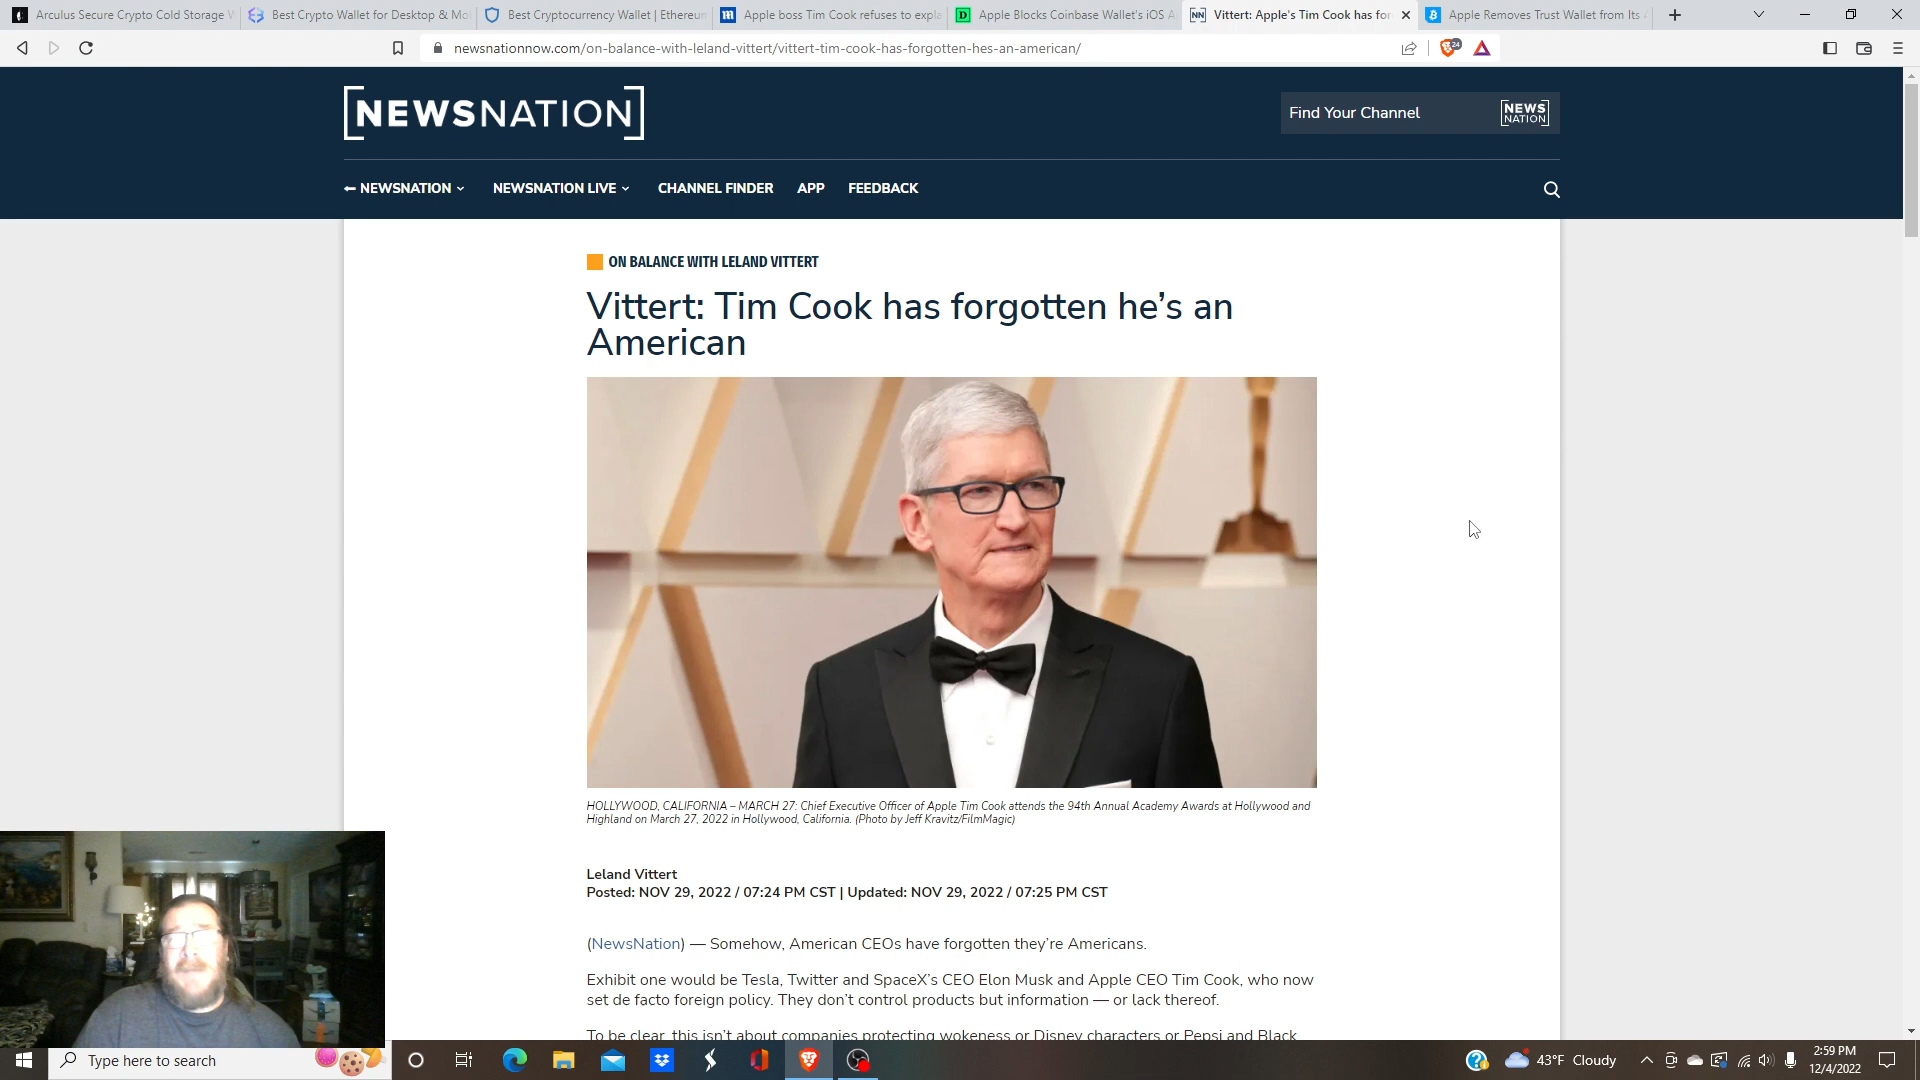 Arculus Secure Crypto Cold Storage W
Best Crypto Wallet for Desktop & Mo
Best Cryptocurrency Wallet | Ethereum
Apple boss Tim Cook refuses to expla
Apple Blocks Coinbase Wallet's iOS A
Vittert: Apple's Tim Cook has for
Apple Removes Trust Wallet from Its
newsnationnow.com/on-balance-with-leland-vittert/vittert-tim-cook-has-forgotten-hes-an-american/
24
[NEWSNATION]
Find Your Channel
NEWS
NATION
NEWSNATION
NEWSNATION LIVE
CHANNEL FINDER
APP
FEEDBACK
ON BALANCE WITH LELAND VITTERT
Vittert: Tim Cook has forgotten he’s an
American
HOLLYWOOD, CALIFORNIA – MARCH 27: Chief Executive Officer of Apple Tim Cook attends the 94th Annual Academy Awards at Hollywood and
Highland on March 27, 2022 in Hollywood, California. (Photo by Jeff Kravitz/FilmMagic)
Leland Vittert
Posted: NOV 29, 2022 / 07:24 PM CST | Updated: NOV 29, 2022 / 07:25 PM CST
(NewsNation) — Somehow, American CEOs have forgotten they’re Americans.
Exhibit one would be Tesla, Twitter and SpaceX’s CEO Elon Musk and Apple CEO Tim Cook, who now
set de facto foreign policy. They don’t control products but information — or lack thereof.
To be clear, this isn’t about companies protecting wokeness or Disney characters or Pepsi and Black
Type here to search
43°F Cloudy
2:59 PM
12/4/2022